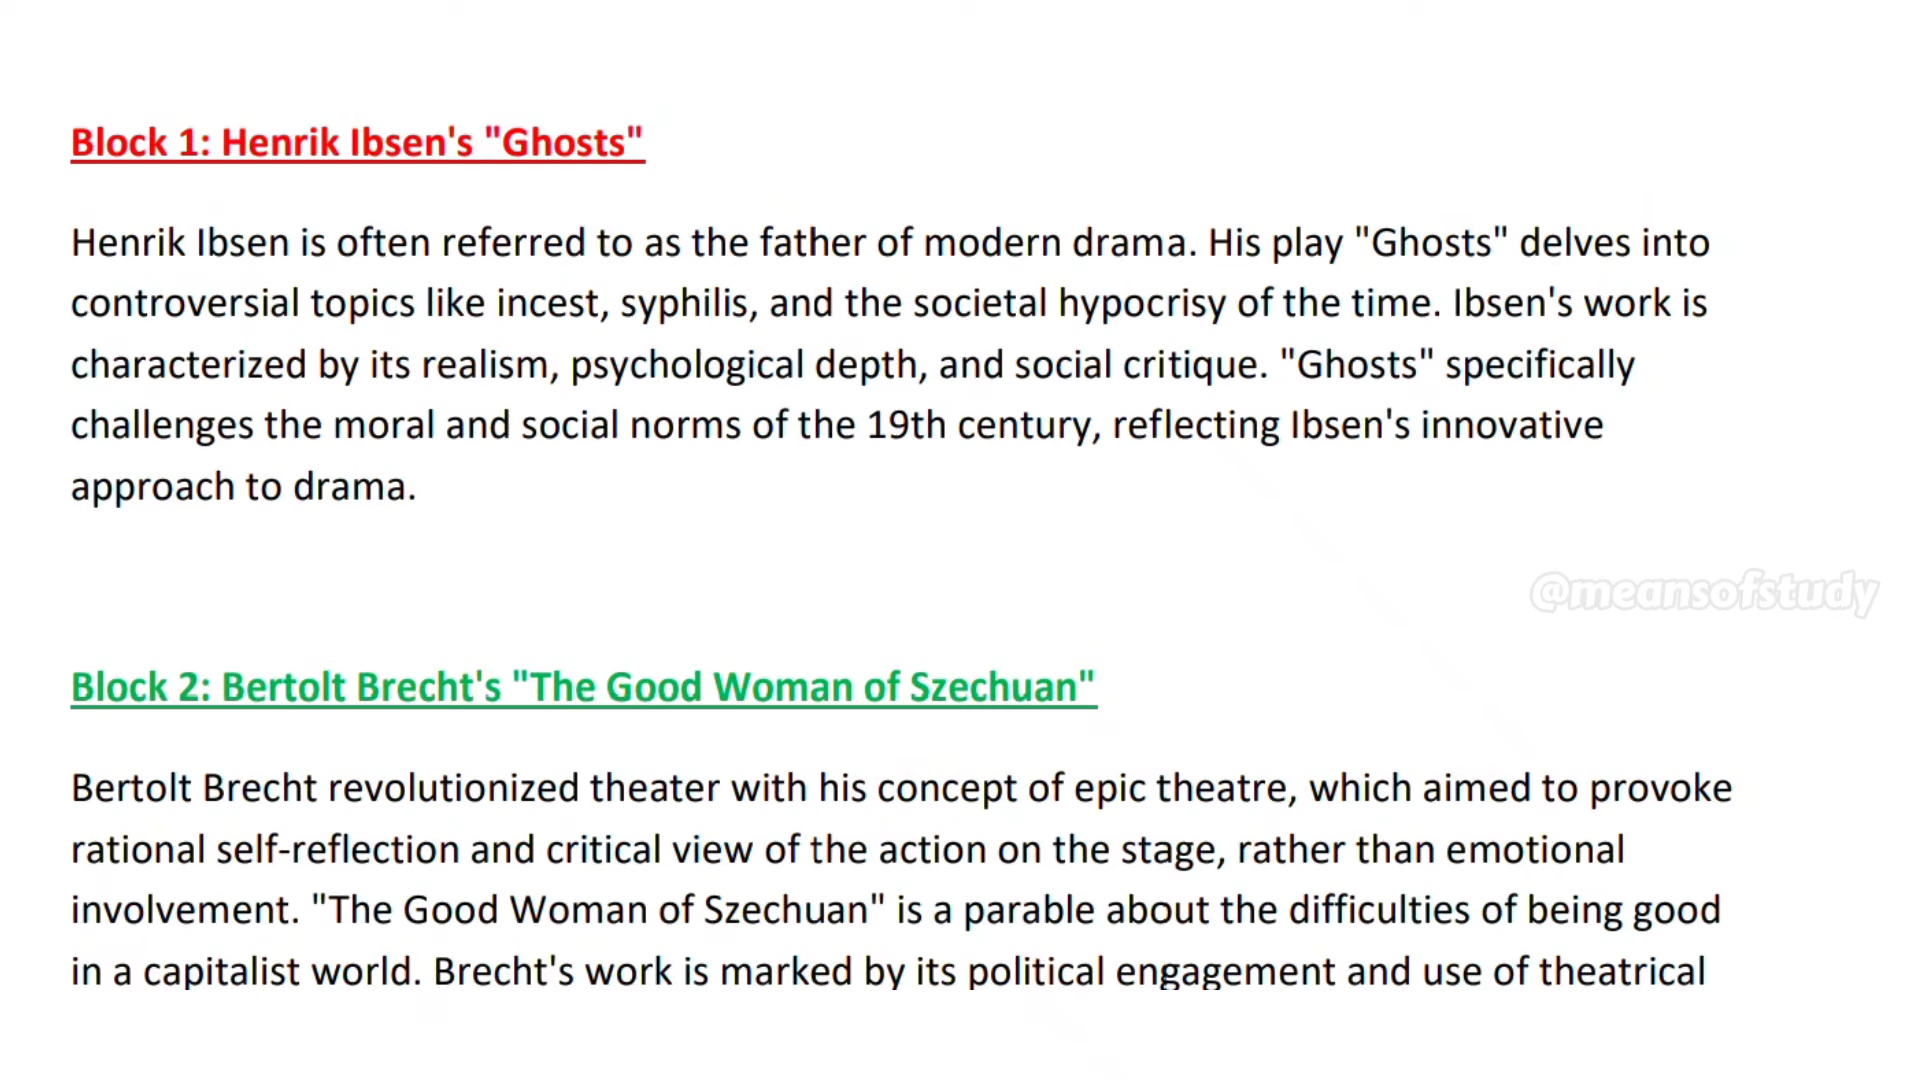 Block 1: Henrik Ibsen's "Ghosts"
Henrik Ibsen is often referred to as the father of modern drama. His play "Ghosts" delves into
controversial topics like incest, syphilis, and the societal hypocrisy of the time. Ibsen's work is
characterized by its realism, psychological depth, and social critique. "Ghosts" specifically
challenges the moral and social norms of the 19th century, reflecting Ibsen's innovative
approach to drama.
@meansofstudy
Block 2: Bertolt Brecht's "The Good Woman of Szechuan"
Bertolt Brecht revolutionized theater with his concept of epic theatre, which aimed to provoke
rational self-reflection and critical view of the action on the stage, rather than emotional
involvement. "The Good Woman of Szechuan" is a parable about the difficulties of being good
in a capitalist world. Brecht's work is marked by its political engagement and use of theatrical